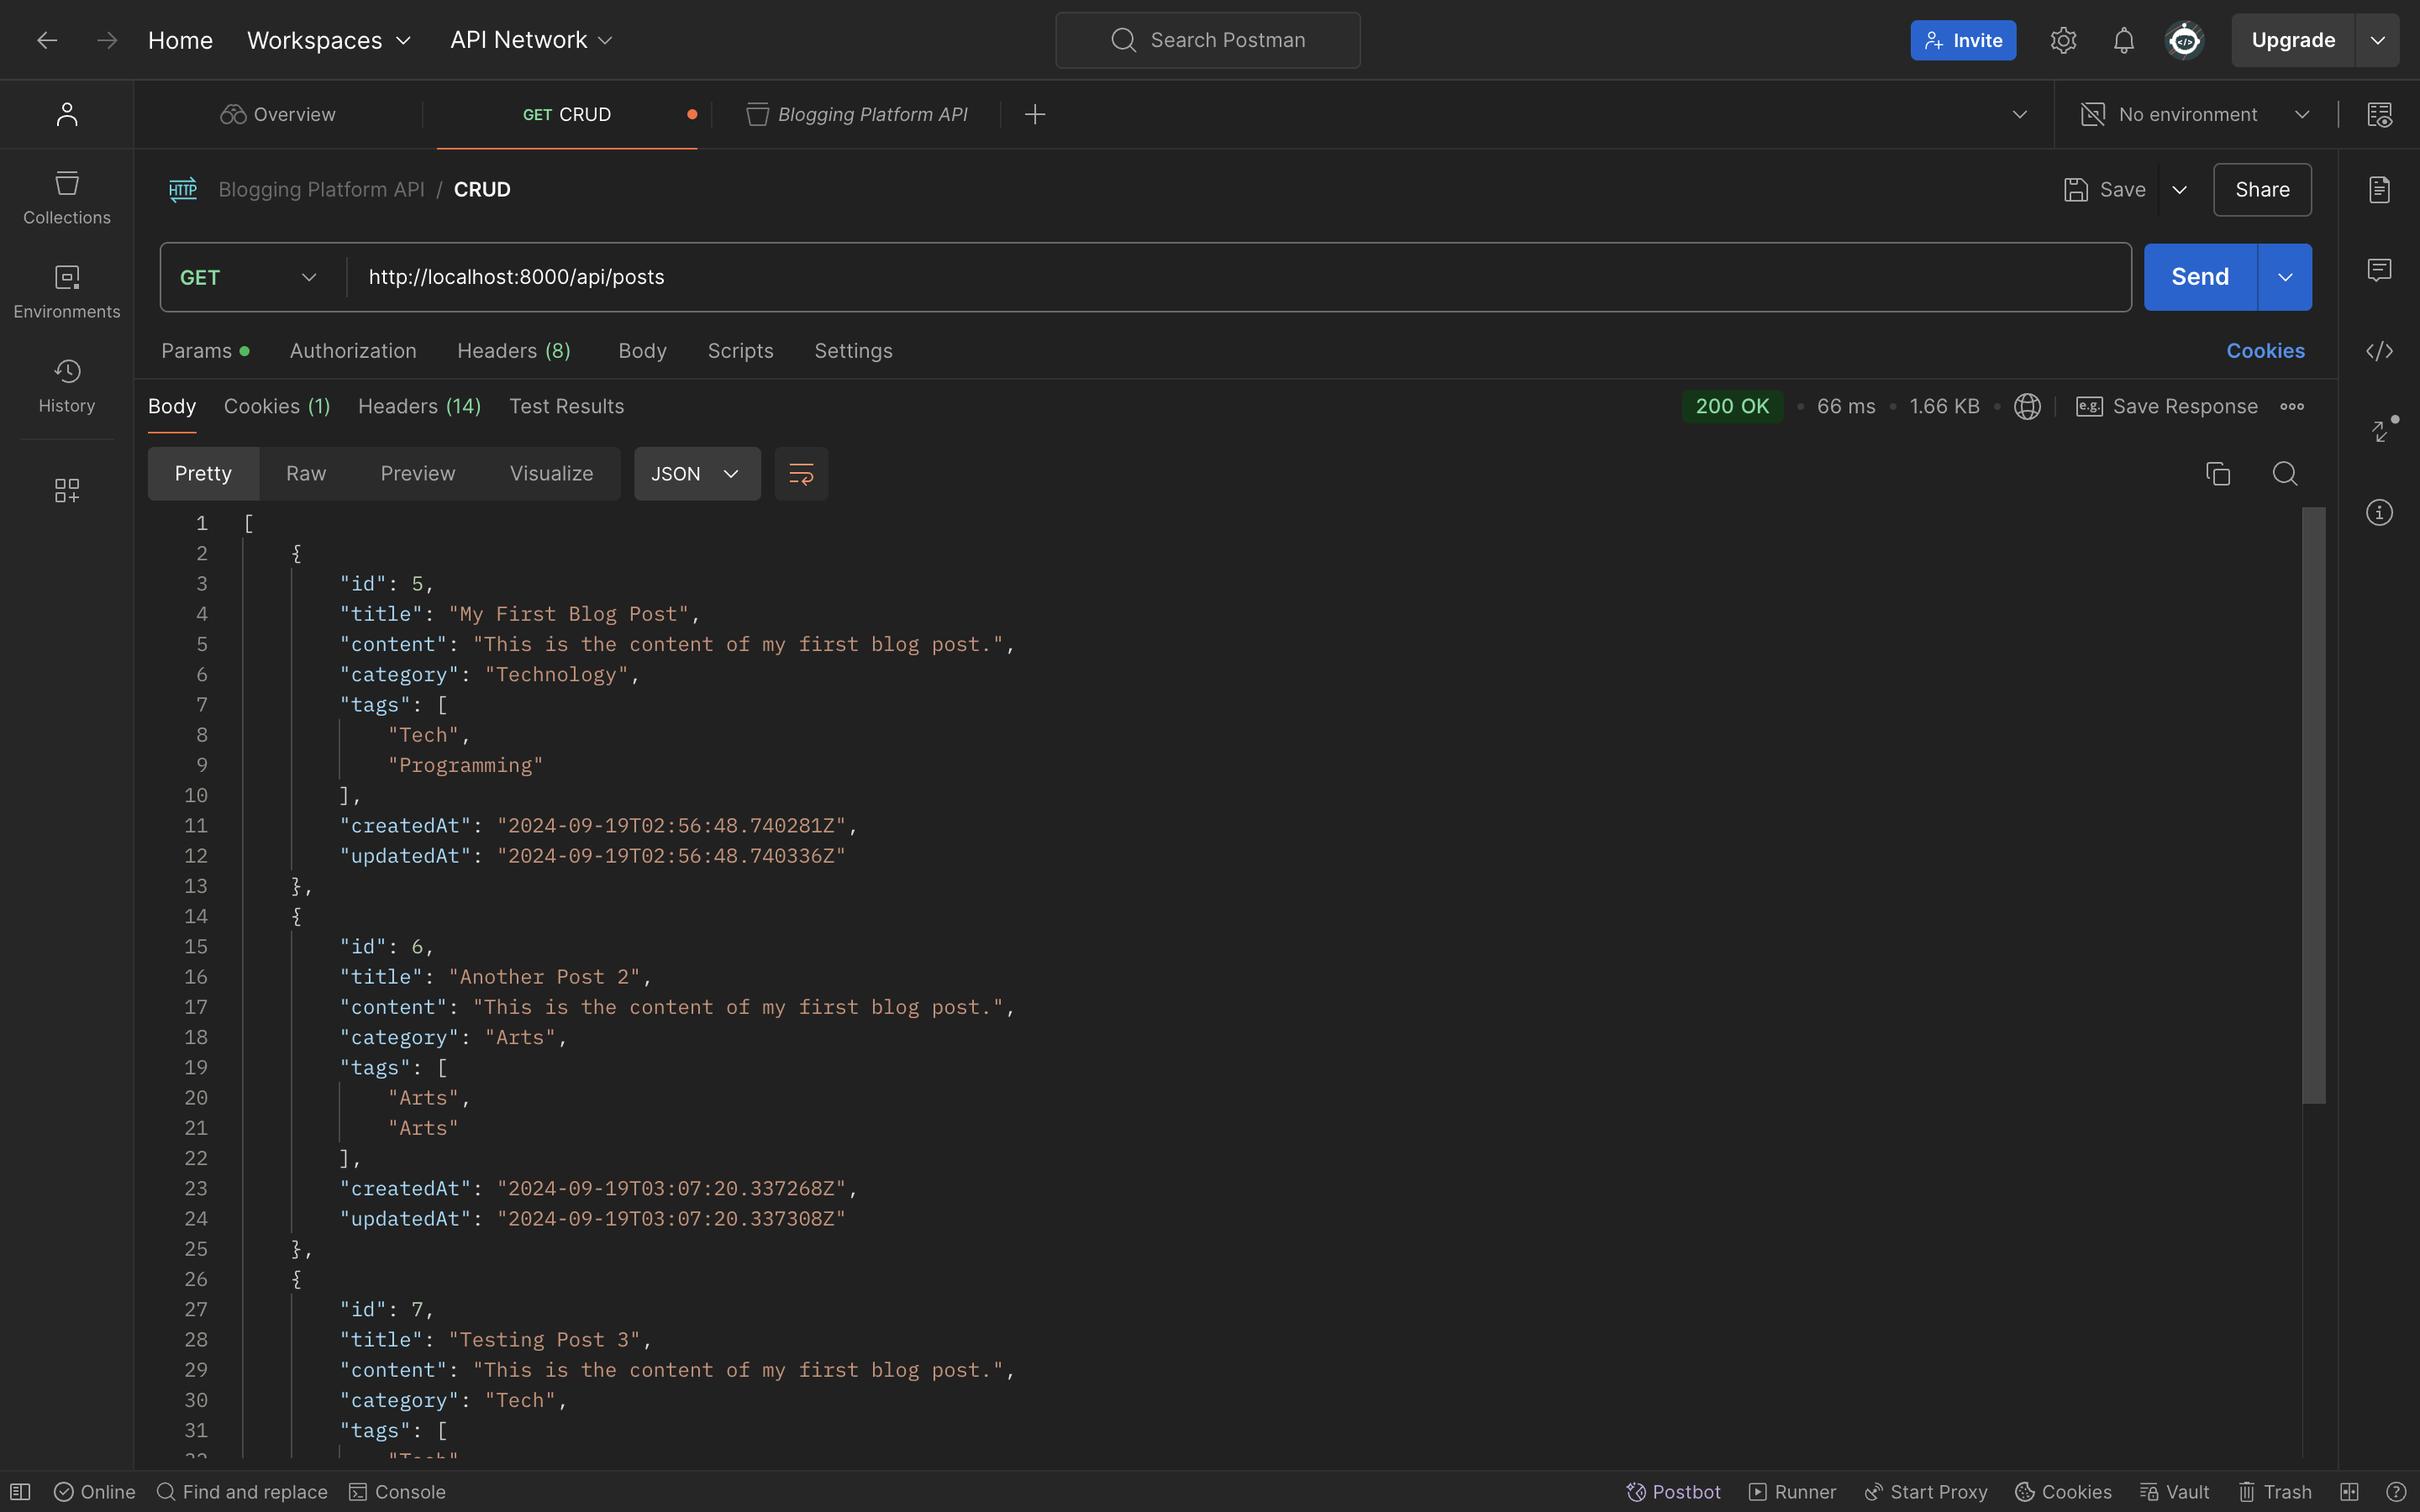 Home Workspaces API Network Search Postman Invite Upgrade
Overview GET CRUD Blogging Platform API No environment
Collections
Environments
History
HTTP Blogging Platform API / CRUD Save Share
GET http://localhost:8000/api/posts Send
Params Authorization Headers (8) Body Scripts Settings Cookies
Body Cookies (1) Headers (14) Test Results 200 OK 66 ms 1.66 KB e.g. Save Response
Pretty Raw Preview Visualize JSON
1 [
2 {
3 "id": 5,
4 "title": "My First Blog Post",
5 "content": "This is the content of my first blog post.",
6 "category": "Technology",
7 "tags": [
8 "Tech",
9 "Programming"
10 ],
11 "createdAt": "2024-09-19T02:56:48.740281Z",
12 "updatedAt": "2024-09-19T02:56:48.740336Z"
13 },
14 {
15 "id": 6,
16 "title": "Another Post 2",
17 "content": "This is the content of my first blog post.",
18 "category": "Arts",
19 "tags": [
20 "Arts",
21 "Arts"
22 ],
23 "createdAt": "2024-09-19T03:07:20.337268Z",
24 "updatedAt": "2024-09-19T03:07:20.337308Z"
25 },
26 {
27 "id": 7,
28 "title": "Testing Post 3",
29 "content": "This is the content of my first blog post.",
30 "category": "Tech",
31 "tags": [
Online Find and replace Console Postbot Runner Start Proxy Cookies Vault Trash